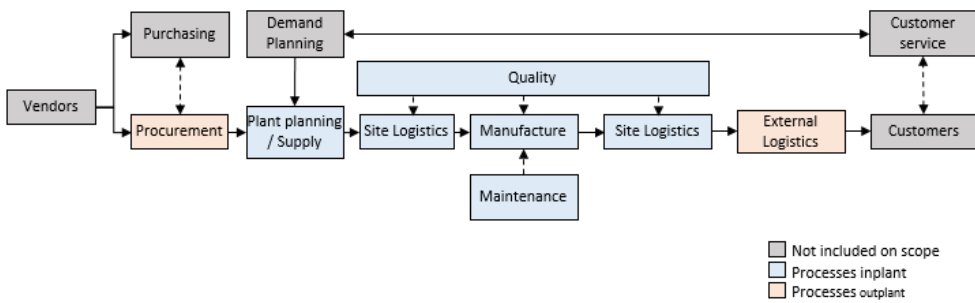 Purchasing
Demand
Planning
Customer
service
Quality
Vendors
Procurement
Plant planning
/ Supply
Site Logistics
Manufacture
Site Logistics
External
Logistics
Customers
Maintenance
Not included on scope
Processes inplant
Processes outplant